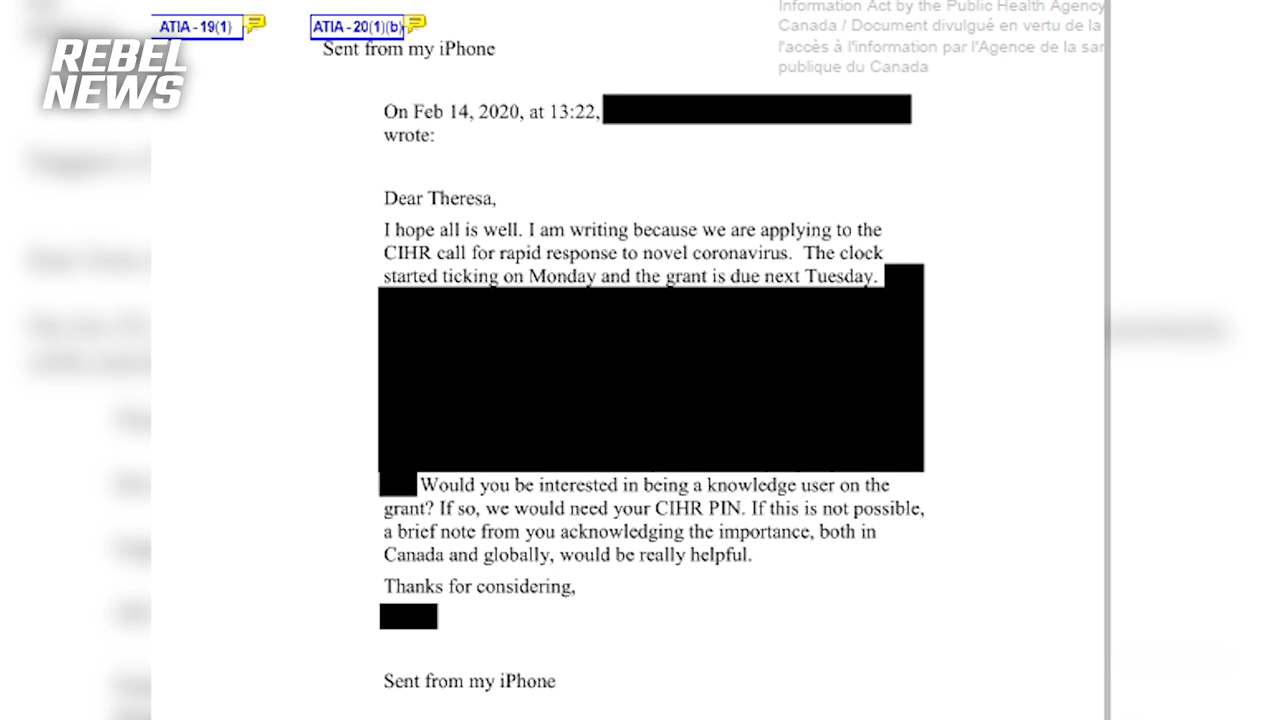 Information Act by the Public Health Agency
Canada / Document divulgué en vertu de la
l'accès à l'information par l'Agence de la
publique du Canada
ATIA - 19(1)
ATIA - 20(1)(b)
REBEL
NEWS
Sent from my iPhone
On Feb 14, 2020, at 13:22,
wrote:
Dear Theresa,
I hope all is well. I am writing because we are applying to the
CIHR call for rapid response to novel coronavirus. The clock
started ticking on Monday and the grant is due next Tuesday.
Would you be interested in being a knowledge user on the
grant? If so, we would need your CIHR PIN. If this is not possible,
a brief note from you acknowledging the importance, both in
Canada and globally, would be really helpful.
Thanks for considering,
Sent from my iPhone